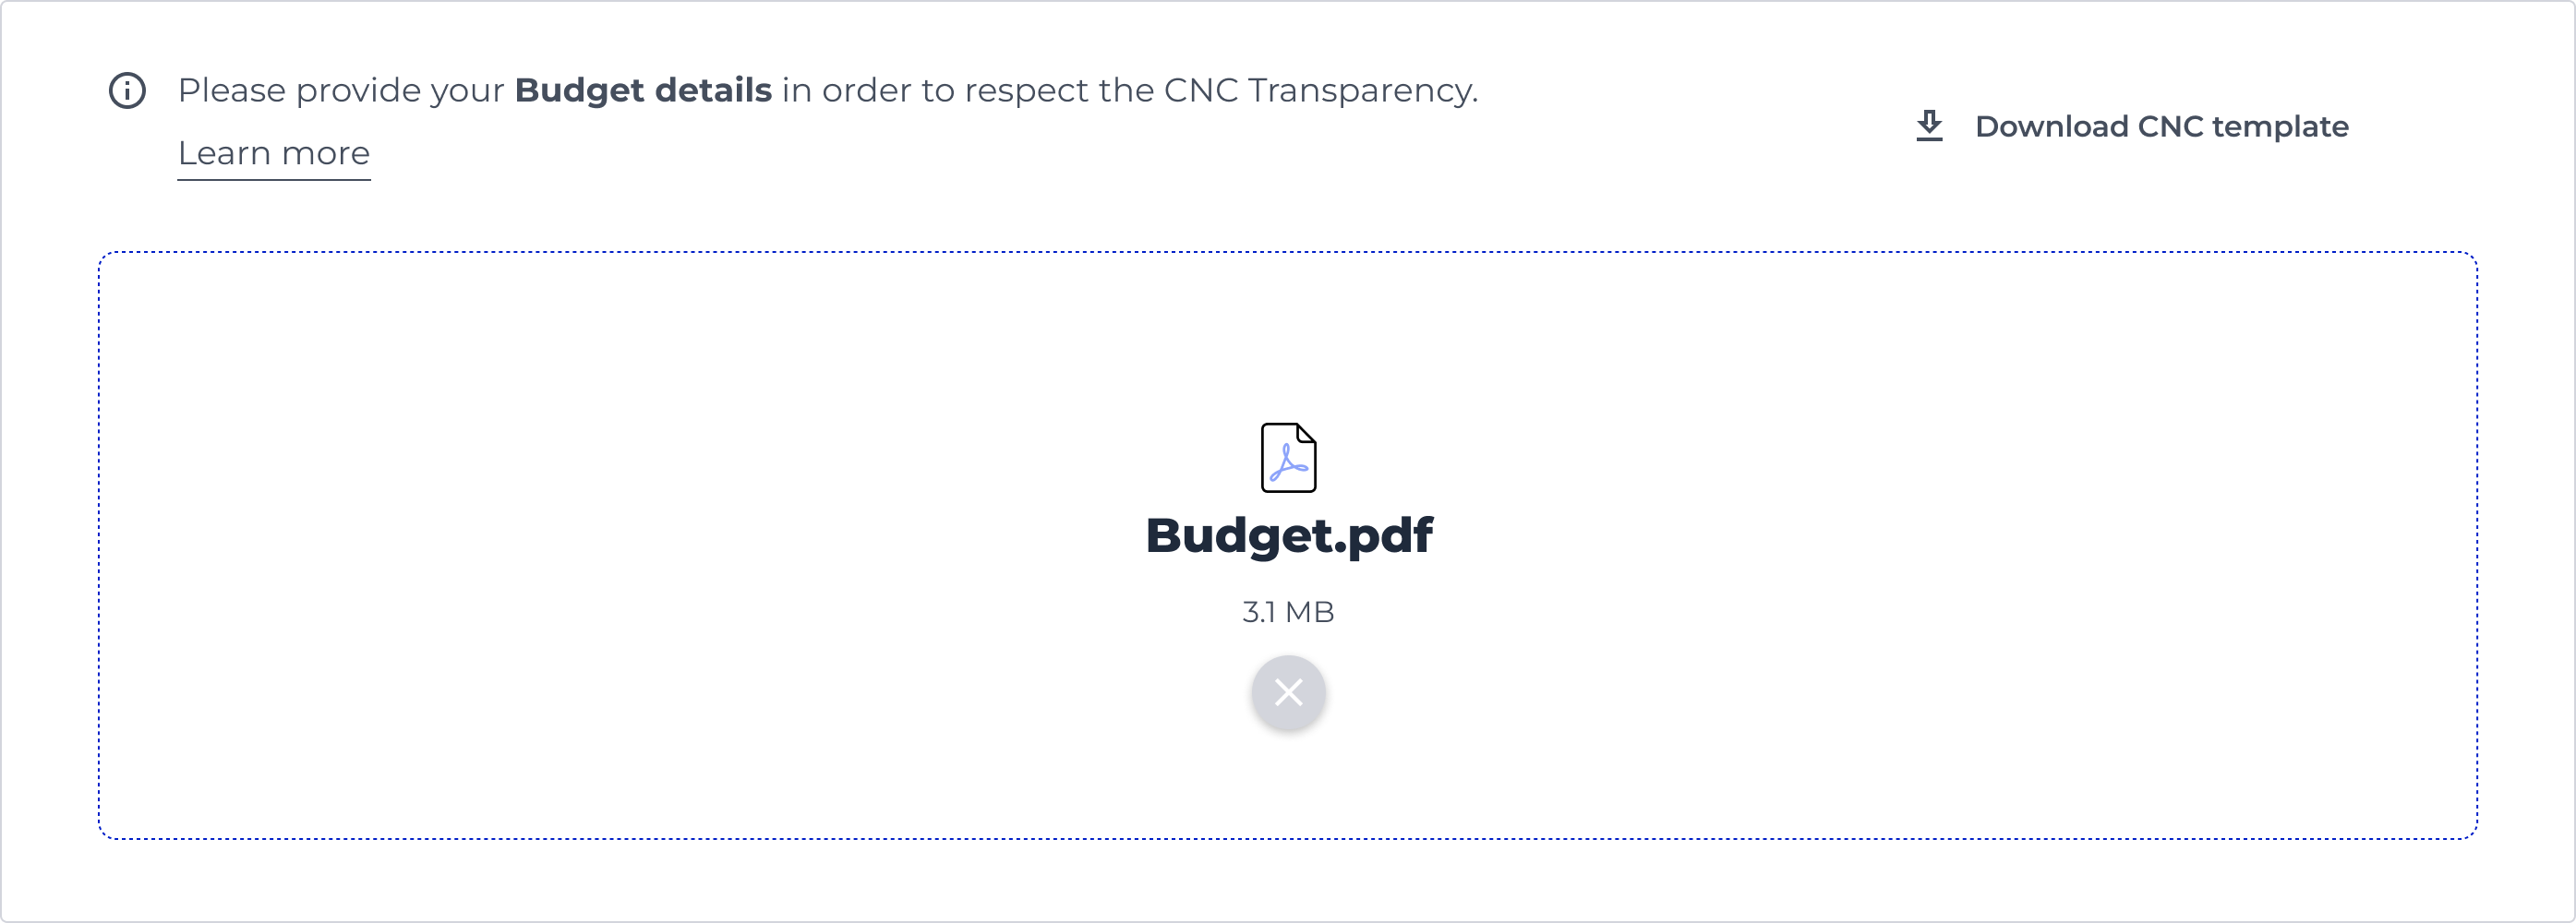 Please provide your Budget details in order to respect the CNC Transparency.
Learn more
Download CNC template
Budget.pdf
3.1 MB